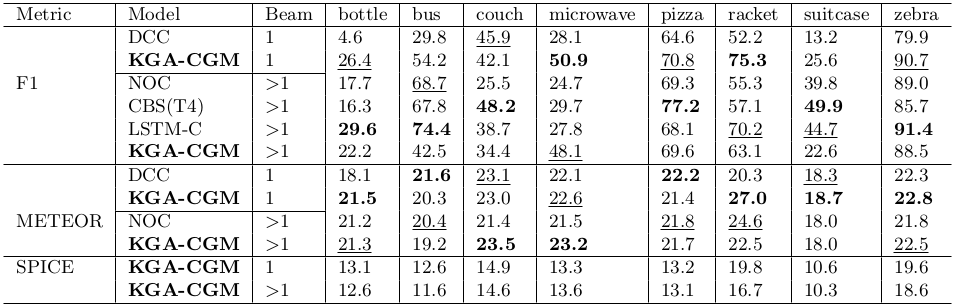 Metric Model Beam bottle bus couch microwave pizza racket suitcase zebra
DCC 1 4.6 29.8 45.9 28.1 64.6 52.2 13.2 79.9
KGA-CGM 1 26.4 54.2 42.1 50.9 70.8 75.3 25.6 90.7
F1 NOC >1 17.7 68.7 25.5 24.7 69.3 55.3 39.8 89.0
CBS(T4) >1 16.3 67.8 48.2 29.7 77.2 57.1 49.9 85.7
LSTM-C >1 29.6 74.4 38.7 27.8 68.1 70.2 44.7 91.4
KGA-CGM >1 22.2 42.5 34.4 48.1 69.6 63.1 22.6 88.5
DCC 1 18.1 21.6 23.1 22.1 22.2 20.3 18.3 22.3
KGA-CGM 1 21.5 20.3 23.0 22.6 21.4 27.0 18.7 22.8
METEOR NOC >1 21.2 20.4 21.4 21.5 21.8 24.6 18.0 21.8
KGA-CGM >1 21.3 19.2 23.5 23.2 21.7 22.5 18.0 22.5
SPICE KGA-CGM 1 13.1 12.6 14.9 13.3 13.2 19.8 10.6 19.6
KGA-CGM >1 12.6 11.6 14.6 13.6 13.1 16.7 10.3 18.6